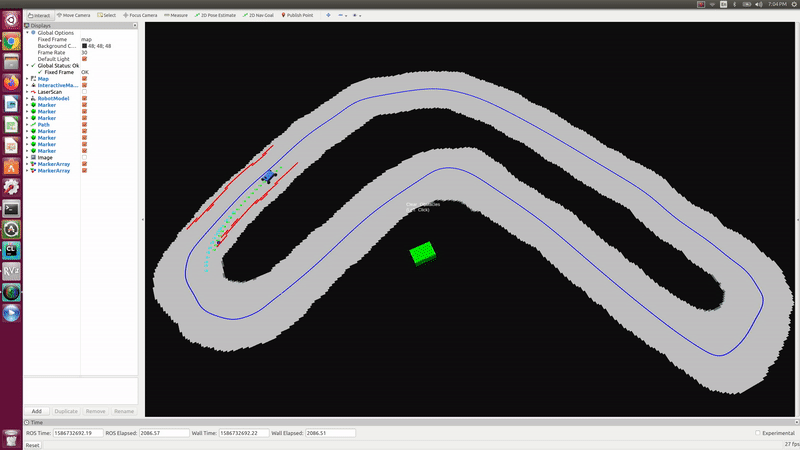 7:04 PM
Interact
Move Camera
Select
Focus Camera
Measure
2D Pose Estimate
2D Nav Goal
Publish Point
Displays
Global Options
Fixed Frame map
Background C... 48; 48; 48
Frame Rate 30
Default Light
Global Status: Ok
Fixed Frame OK
Map
InteractiveMa...
LaserScan
RobotModel
Marker
Marker
Path
Marker
Marker
Marker
Marker
Image
MarkerArray
MarkerArray
Click)
Add
Duplicate
Remove
Rename
Time
ROS Time: 1586732692.19
ROS Elapsed: 2086.57
Wall Time: 1586732692.22
Wall Elapsed: 2086.51
Experimental
Reset
27 fps